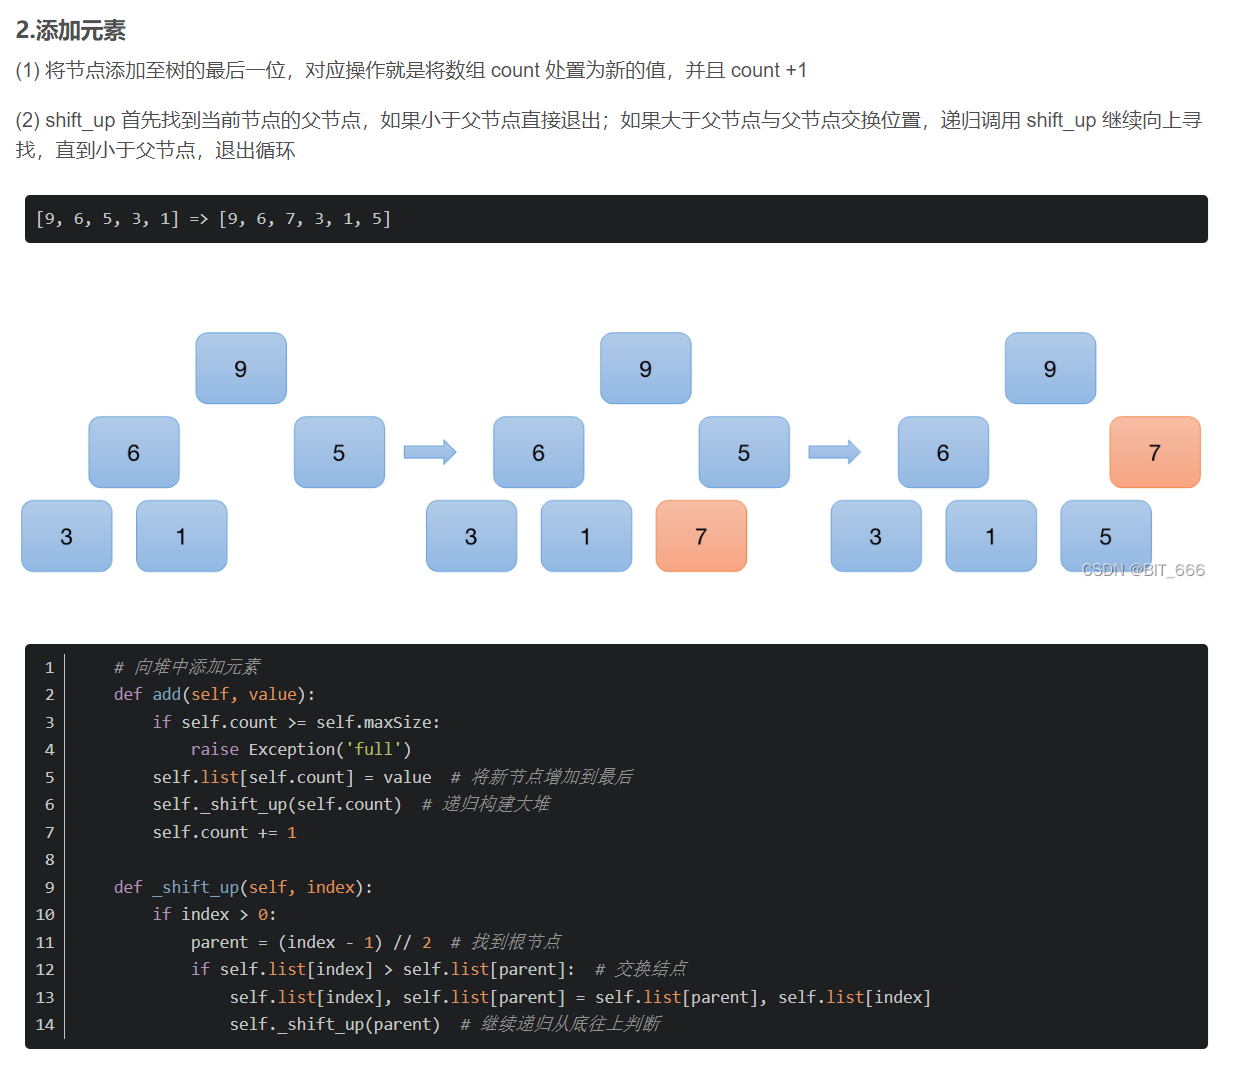 2.添加元素
(1) 将节点添加至树的最后一位，对应操作就是将数组 count 处置为新的值，并且 count +1
(2) shift_up 首先找到当前节点的父节点，如果小于父节点直接退出；如果大于父节点与父节点交换位置，递归调用 shift_up 继续向上寻
找，直到小于父节点，退出循环
[9, 6, 5, 3, 1] => [9, 6, 7, 3, 1, 5]
9 9 9
6 5 6 5 6 7
3 1 3 1 7 3 1 5
CSDN @BIT_666
1 # 向堆中添加元素
2 def add(self, value):
3 if self.count >= self.maxSize:
4 raise Exception('full')
5 self.list[self.count] = value # 将新节点增加到最后
6 self._shift_up(self.count) # 递归构建大堆
7 self.count += 1
8
9 def _shift_up(self, index):
10 if index > 0:
11 parent = (index - 1) // 2 # 找到根节点
12 if self.list[index] > self.list[parent]: # 交换结点
13 self.list[index], self.list[parent] = self.list[parent], self.list[index]
14 self._shift_up(parent) # 继续递归从底往上判断